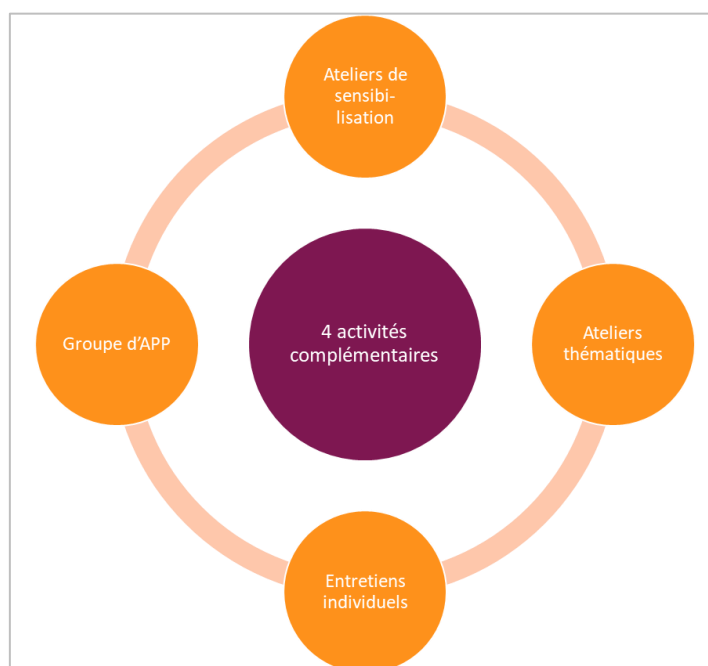 Ateliers de
sensibi-
lisation
Groupe d’APP
4 activités
complémentaires
Ateliers
thématiques
Entretiens
individuels